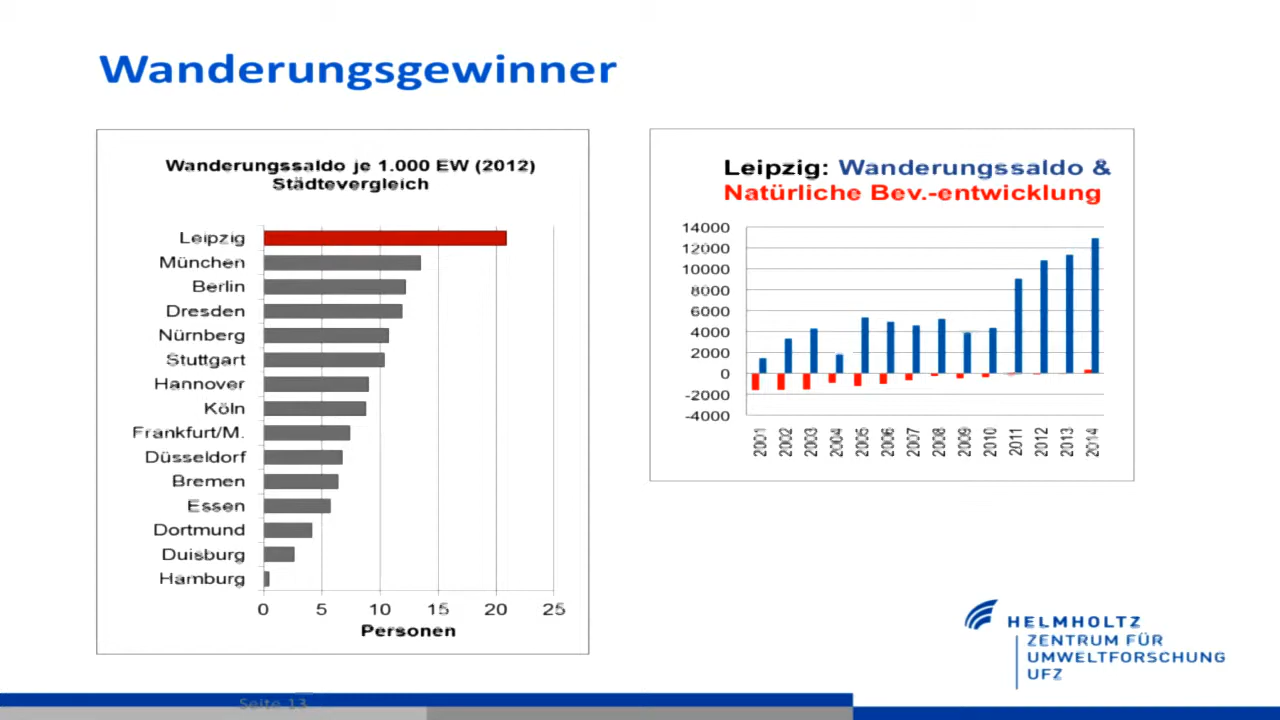 Wanderungsgewinner
Wanderungssaldo je 1.000 EW (2012)
Städtevergleich
Leipzig
München
Berlin
Dresden
Nürnberg
Stuttgart
Hannover
Köln
Frankfurt/M.
Düsseldorf
Bremen
Essen
Dortmund
Duisburg
Hamburg
0 5 10 15 20 25
Personen
Leipzig: Wanderungssaldo &
Natürliche Bev.-entwicklung
14000
12000
10000
8000
6000
4000
2000
0
-2000
-4000
2001 2002 2003 2004 2005 2006 2007 2008 2009 2010 2011 2012 2013 2014
HELMHOLTZ
ZENTRUM FÜR
UMWELTFORSCHUNG
UFZ
Seite 13